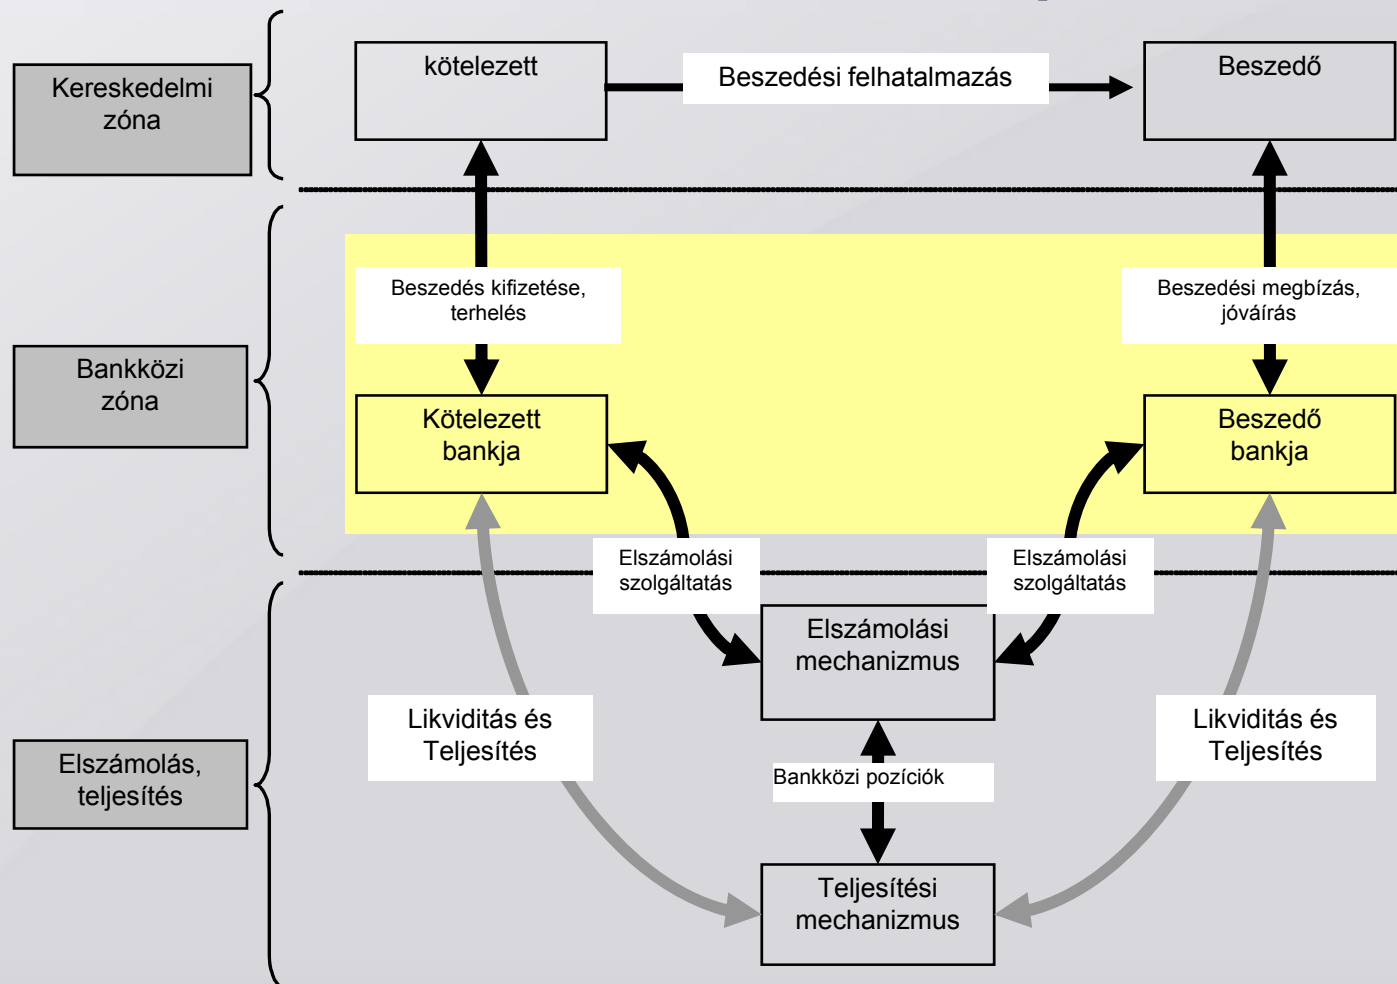 Kereskedelmi
zóna
kötelezett
Beszedési felhatalmazás
Beszedő
Bankközi
zóna
Beszedés kifizetése,
terhelés
Beszedési megbízás,
jóváírás
Kötelezett
bankja
Beszedő
bankja
Elszámolási
szolgáltatás
Elszámolási
szolgáltatás
Elszámolás,
teljesítés
Elszámolási
mechanizmus
Likviditás és
Teljesítés
Likviditás és
Teljesítés
Bankközi pozíciók
Teljesítési
mechanizmus